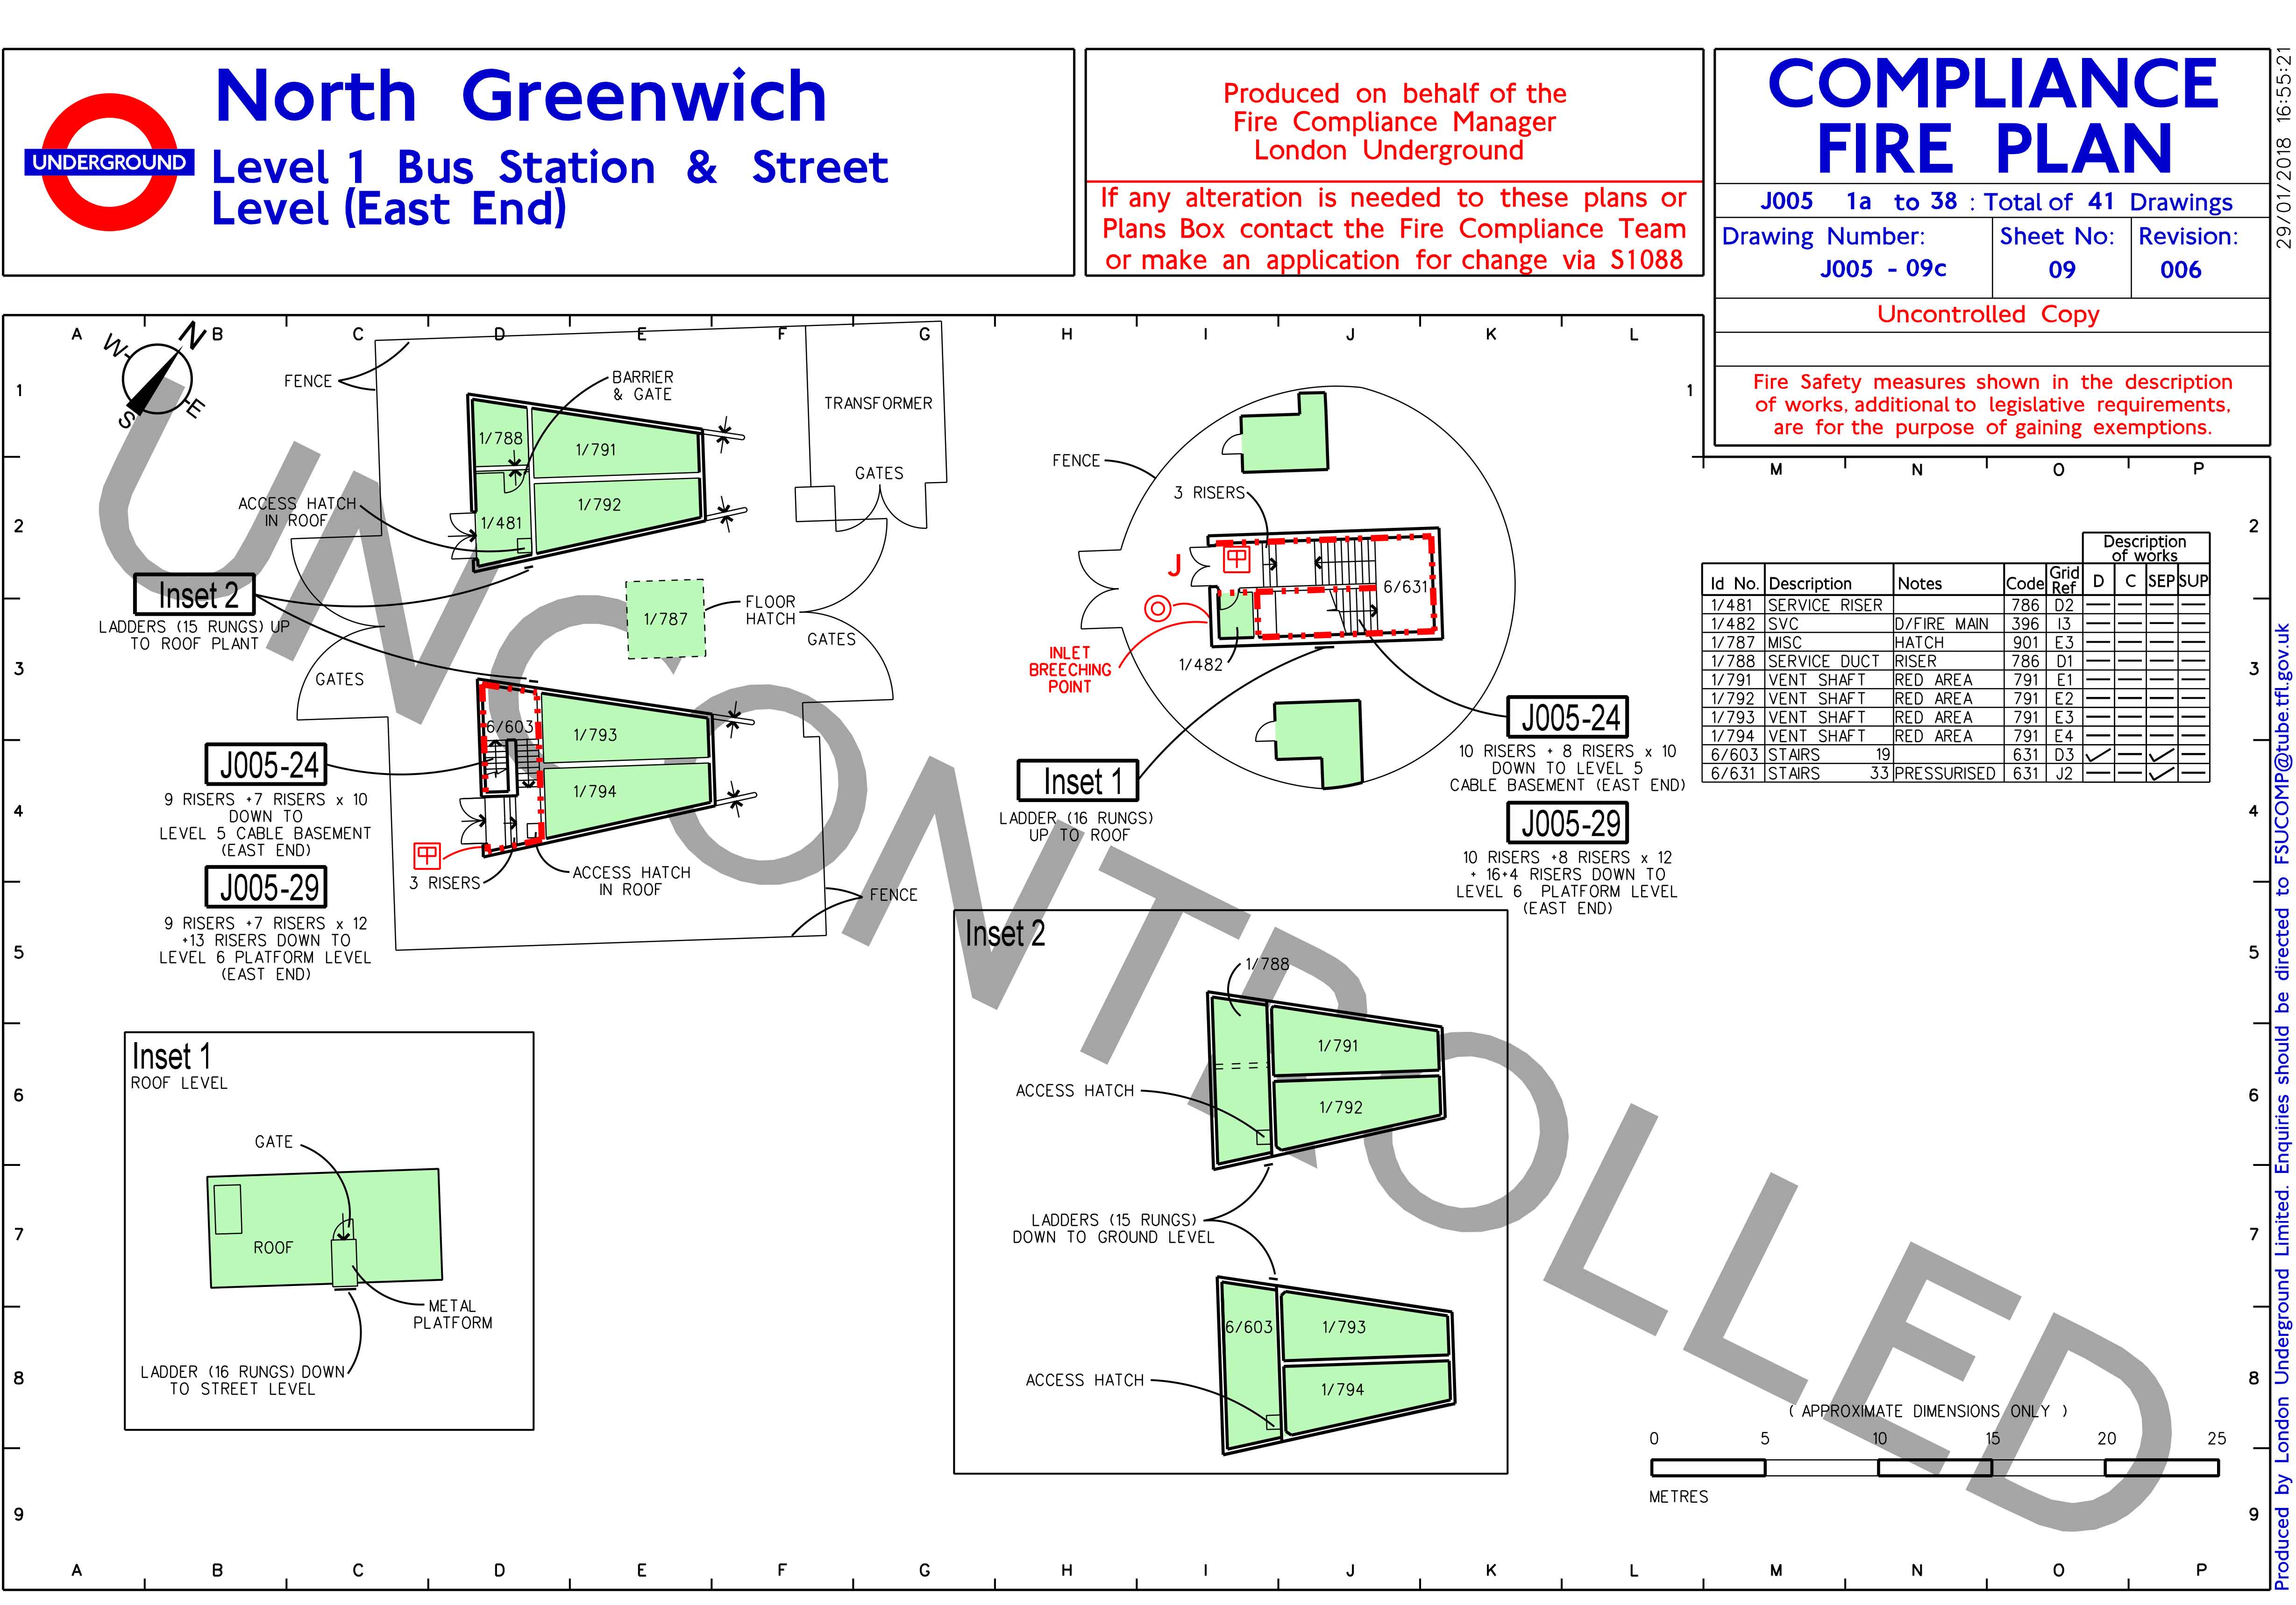 North Greenwich
UNDERGROUND
Level 1 Bus Station & Street
Level (East End)
Produced on behalf of the
Fire Compliance Manager
London Underground
If any alteration is needed to these plans or
Plans Box contact the Fire Compliance Team
or make an application for change via S1088
COMPLIANCE
FIRE PLAN
J005 1a to 38 : Total of 41 Drawings
Drawing Number: Sheet No: Revision:
J005 - 09c 09 006
Uncontrolled Copy
Fire Safety measures shown in the description
of works, additional to legislative requirements,
are for the purpose of gaining exemptions.
29/01/2018 16:55:21
A B C D E F G H I J K L
M N O P
1 1
2 2
3 3
4 4
5 5
6 6
7 7
8 8
9 9
N
W
E
S
FENCE
BARRIER
& GATE
TRANSFORMER
GATES
1/788
1/791
1/792
1/481
ACCESS HATCH
IN ROOF
Inset 2
LADDERS (15 RUNGS) UP
TO ROOF PLANT
1/787
FLOOR
HATCH
GATES
GATES
6/603
1/793
1/794
J005-24
9 RISERS +7 RISERS x 10
DOWN TO
LEVEL 5 CABLE BASEMENT
(EAST END)
J005-29
9 RISERS +7 RISERS x 12
+13 RISERS DOWN TO
LEVEL 6 PLATFORM LEVEL
(EAST END)
3 RISERS
ACCESS HATCH
IN ROOF
FENCE
FENCE
3 RISERS
J
6/631
INLET
BREECHING
POINT
1/482
Inset 1
LADDER (16 RUNGS)
UP TO ROOF
J005-24
10 RISERS + 8 RISERS x 10
DOWN TO LEVEL 5
CABLE BASEMENT (EAST END)
J005-29
10 RISERS +8 RISERS x 12
+ 16+4 RISERS DOWN TO
LEVEL 6 PLATFORM LEVEL
(EAST END)
Description
of works
Id No. Description Notes Code Grid Ref D C SEP SUP
1/481 SERVICE RISER 786 D2 — — — —
1/482 SVC D/FIRE MAIN 396 I3 — — — —
1/787 MISC HATCH 901 E3 — — — —
1/788 SERVICE DUCT RISER 786 D1 — — — —
1/791 VENT SHAFT RED AREA 791 E1 — — — —
1/792 VENT SHAFT RED AREA 791 E2 — — — —
1/793 VENT SHAFT RED AREA 791 E3 — — — —
1/794 VENT SHAFT RED AREA 791 E4 — — — —
6/603 STAIRS 19 631 D3 ✓ — ✓ —
6/631 STAIRS 33 PRESSURISED 631 J2 — — ✓ —
Inset 1
ROOF LEVEL
GATE
ROOF
METAL
PLATFORM
LADDER (16 RUNGS) DOWN
TO STREET LEVEL
Inset 2
1/788
1/791
ACCESS HATCH
1/792
LADDERS (15 RUNGS)
DOWN TO GROUND LEVEL
6/603
1/793
ACCESS HATCH
1/794
( APPROXIMATE DIMENSIONS ONLY )
0 5 10 15 20 25
METRES
A B C D E F G H I J K L M N O P
UNCONTROLLED
Produced by London Underground Limited. Enquiries should be directed to FSUCOMP@tube.tfl.gov.uk